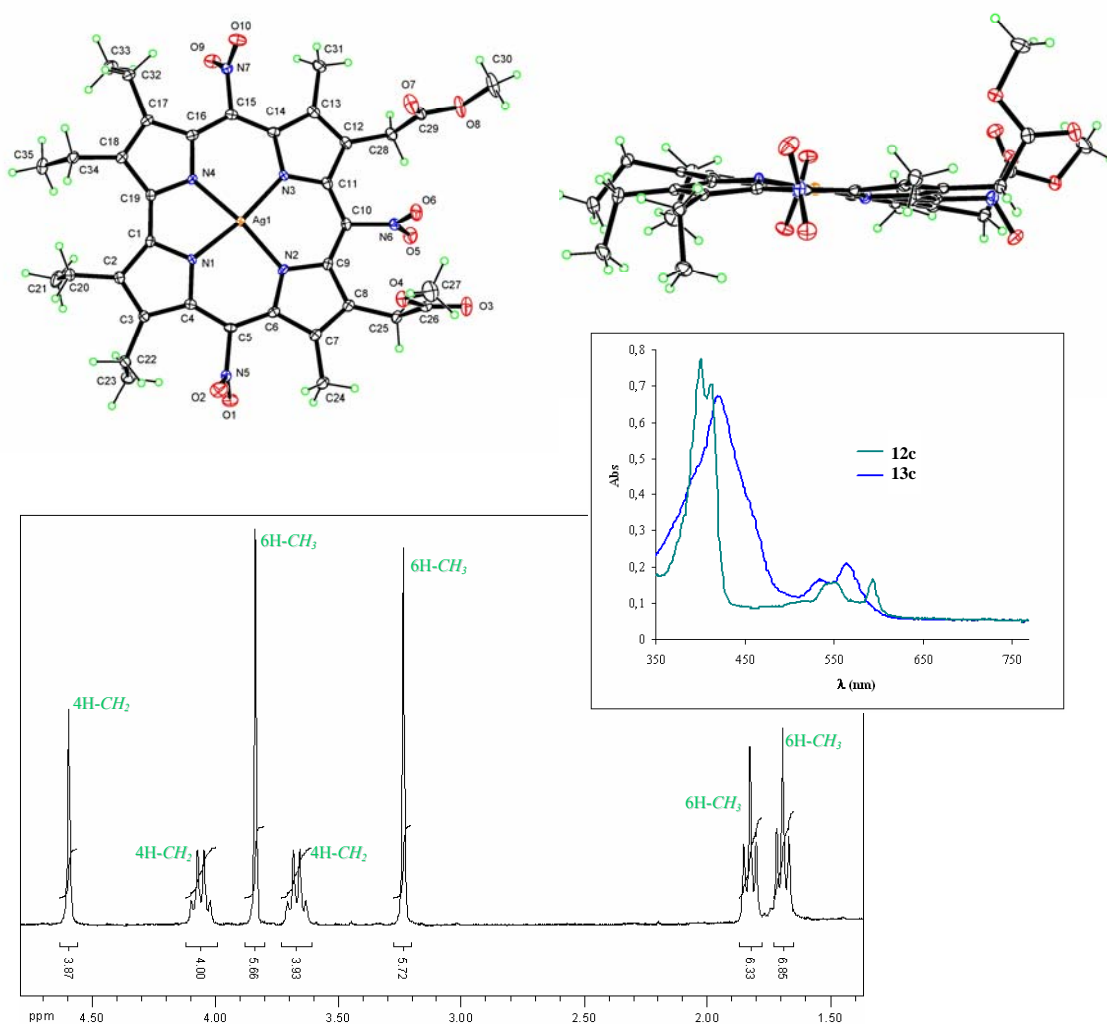 O10
O9
N7
C33
C32
C31
C30
O7
C17
C16
C15
C14
C13
C12
C29
O8
C28
C18
C35
C34
N4
N3
C11
C19
Ag1
C10
O6
N6
O5
C1
N1
N2
C9
C2
C21
C20
O4
C27
C8
C3
C4
C25
C26
O3
C5
C6
C7
C22
C23
N5
O2
O1
C24
0,8
0,7
0,6
0,5
0,4
0,3
0,2
0,1
0
Abs
12c
13c
350 450 550 650 750
λ (nm)
6H-CH3
6H-CH3
4H-CH2
6H-CH3
6H-CH3
4H-CH2
4H-CH2
3.87 4.00 5.66 3.93 5.72 6.33 6.85
ppm 4.50 4.00 3.50 3.00 2.50 2.00 1.50